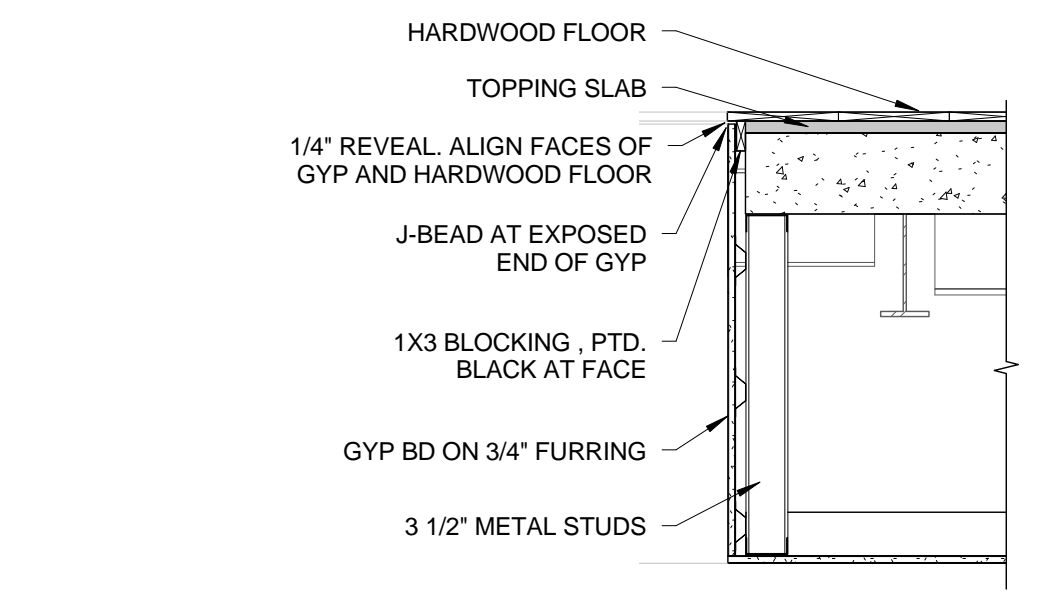 HARDWOOD FLOOR
TOPPING SLAB
1/4" REVEAL. ALIGN FACES OF
GYP AND HARDWOOD FLOOR
J-BEAD AT EXPOSED
END OF GYP
1X3 BLOCKING , PTD.
BLACK AT FACE
GYP BD ON 3/4" FURRING
3 1/2" METAL STUDS